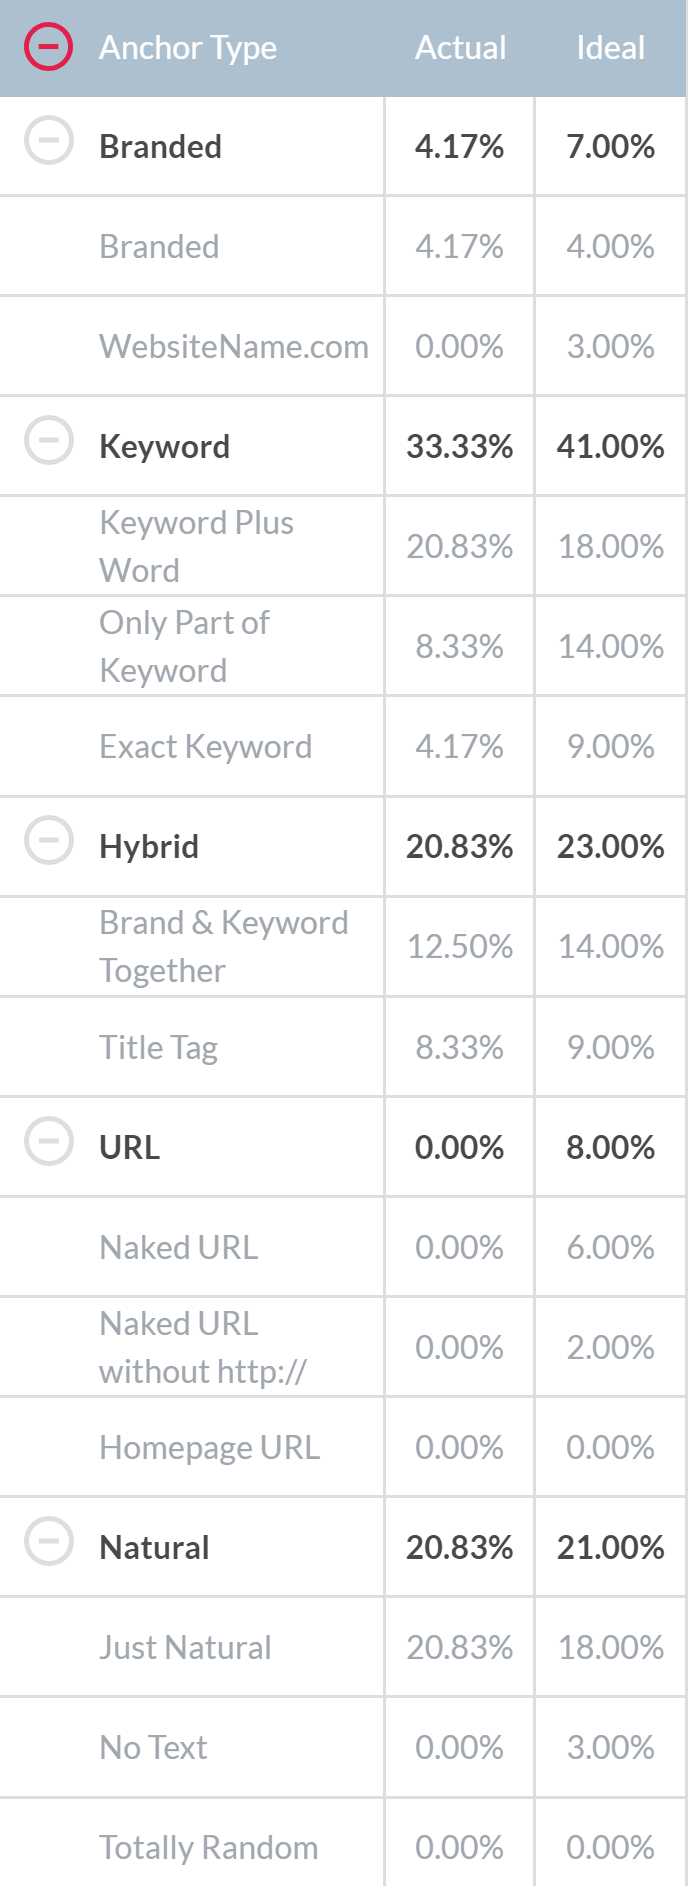 Anchor Type Actual Ideal
Branded 4.17% 7.00%
Branded 4.17% 4.00%
WebsiteName.com 0.00% 3.00%
Keyword 33.33% 41.00%
Keyword Plus
Word 20.83% 18.00%
Only Part of
Keyword 8.33% 14.00%
Exact Keyword 4.17% 9.00%
Hybrid 20.83% 23.00%
Brand & Keyword
Together 12.50% 14.00%
Title Tag 8.33% 9.00%
URL 0.00% 8.00%
Naked URL 0.00% 6.00%
Naked URL
without http:// 0.00% 2.00%
Homepage URL 0.00% 0.00%
Natural 20.83% 21.00%
Just Natural 20.83% 18.00%
No Text 0.00% 3.00%
Totally Random 0.00% 0.00%